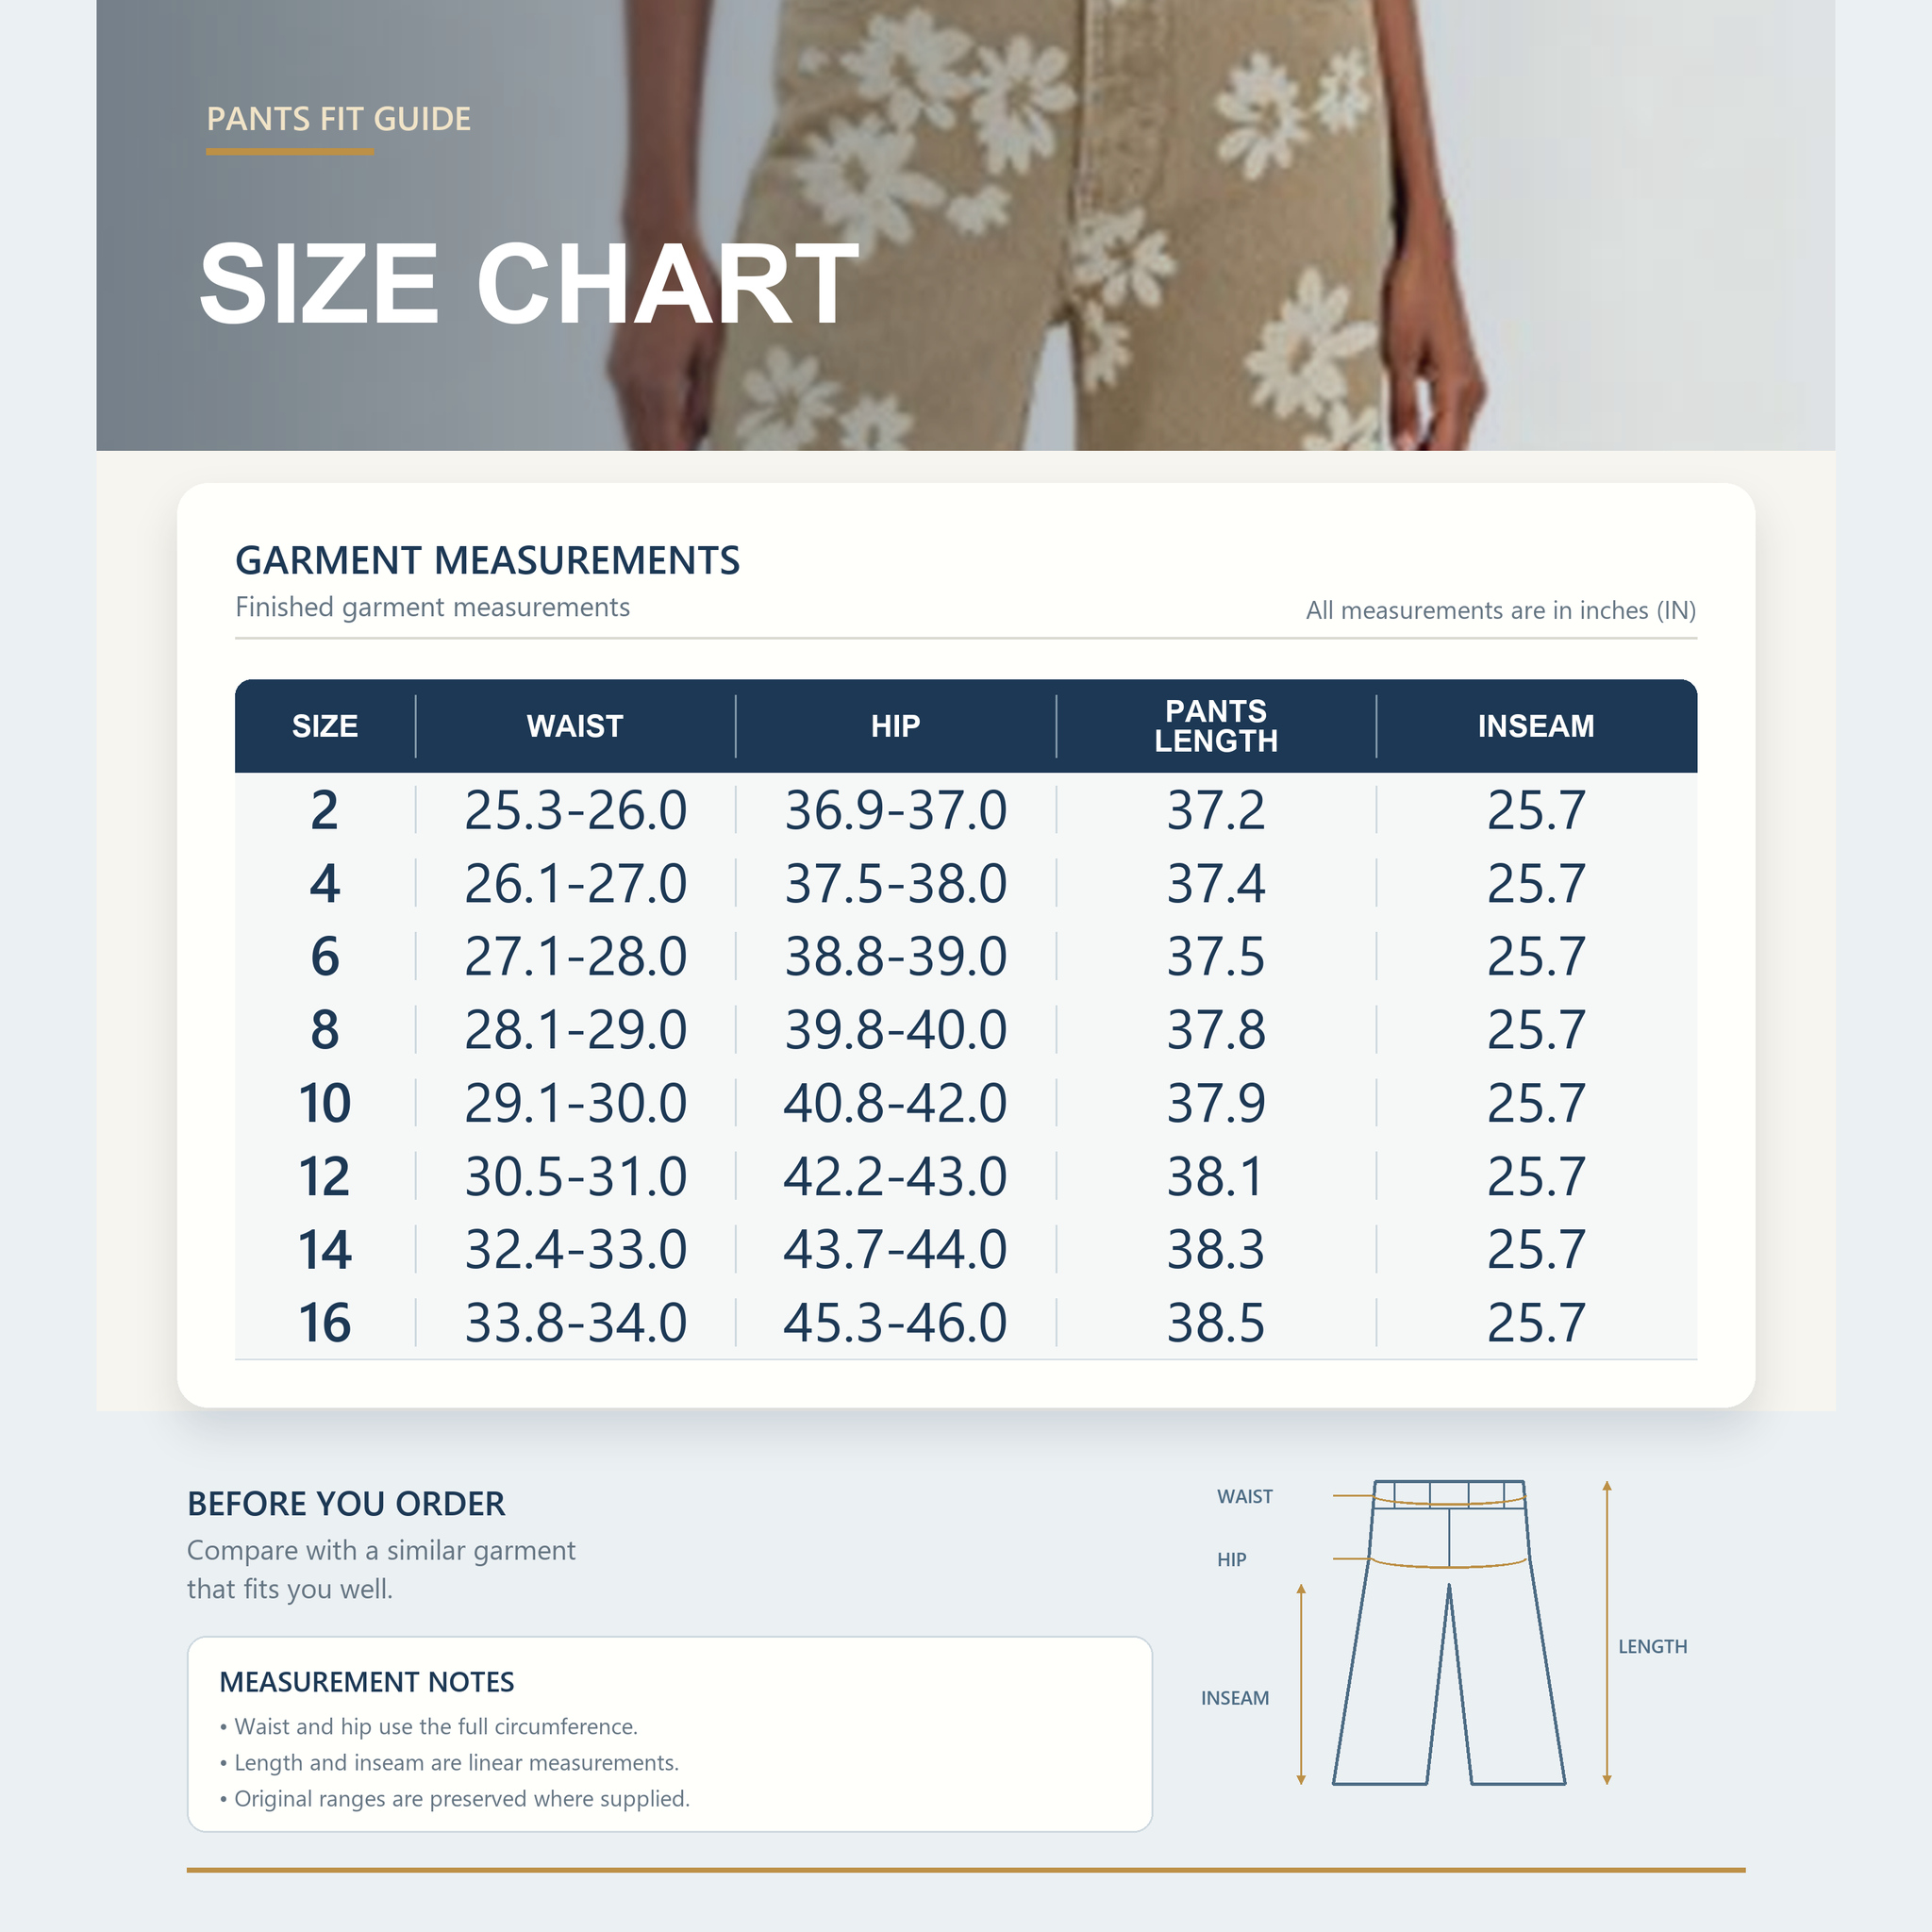 PANTS FIT GUIDE
SIZE CHART
GARMENT MEASUREMENTS
Finished garment measurements
All measurements are in inches (IN)
SIZE WAIST HIP PANTS LENGTH INSEAM
2 25.3-26.0 36.9-37.0 37.2 25.7
4 26.1-27.0 37.5-38.0 37.4 25.7
6 27.1-28.0 38.8-39.0 37.5 25.7
8 28.1-29.0 39.8-40.0 37.8 25.7
10 29.1-30.0 40.8-42.0 37.9 25.7
12 30.5-31.0 42.2-43.0 38.1 25.7
14 32.4-33.0 43.7-44.0 38.3 25.7
16 33.8-34.0 45.3-46.0 38.5 25.7
BEFORE YOU ORDER
Compare with a similar garment
that fits you well.
MEASUREMENT NOTES
• Waist and hip use the full circumference.
• Length and inseam are linear measurements.
• Original ranges are preserved where supplied.
WAIST
HIP
INSEAM
LENGTH